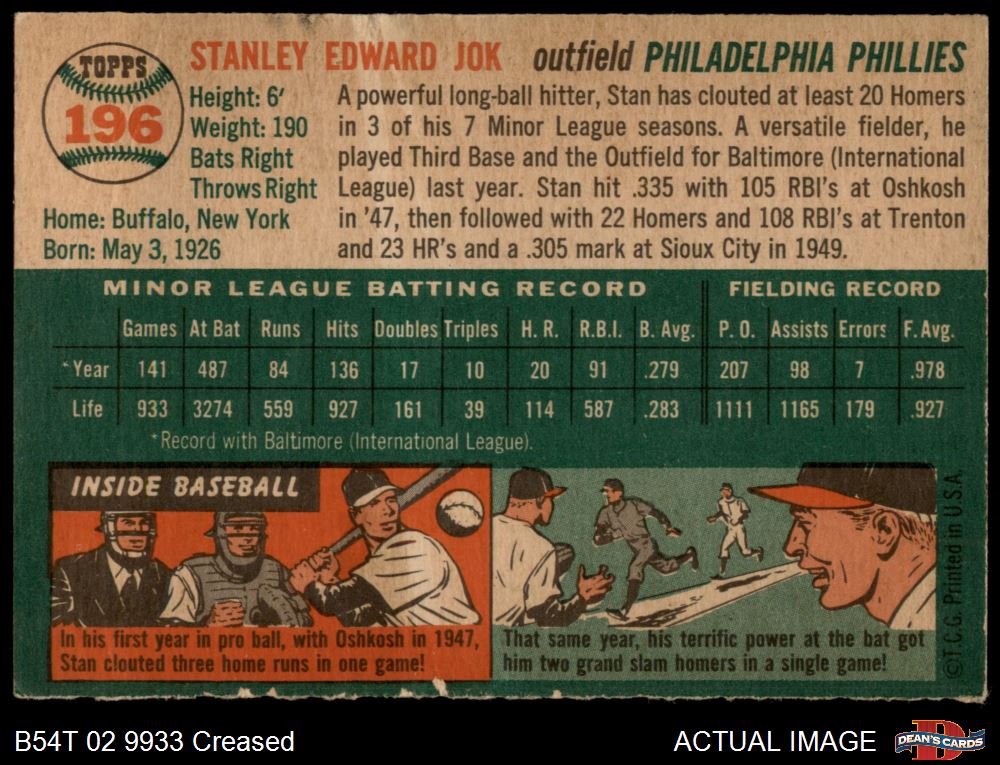 TOPPS
196
STANLEY EDWARD JOK outfield PHILADELPHIA PHILLIES
Height: 6'
Weight: 190
Bats Right
Throws Right
Home: Buffalo, New York
Born: May 3, 1926
A powerful long-ball hitter, Stan has clouted at least 20 Homers
in 3 of his 7 Minor League seasons. A versatile fielder, he
played Third Base and the Outfield for Baltimore (International
League) last year. Stan hit .335 with 105 RBI's at Oshkosh
in '47, then followed with 22 Homers and 108 RBI's at Trenton
and 23 HR's and a .305 mark at Sioux City in 1949.
MINOR LEAGUE BATTING RECORD FIELDING RECORD
Games At Bat Runs Hits Doubles Triples H. R. R.B.I. B. Avg. P. O. Assists Errors F. Avg.
*Year 141 487 84 136 17 10 20 91 .279 207 98 7 .978
Life 933 3274 559 927 161 39 114 587 .283 1111 1165 179 .927
*Record with Baltimore (International League).
INSIDE BASEBALL
In his first year in pro ball, with Oshkosh in 1947,
Stan clouted three home runs in one game!
That same year, his terrific power at the bat got
him two grand slam homers in a single game!
©T.C.G. Printed in U.S.A.
B54T 02 9933 Creased
ACTUAL IMAGE
DEAN'S CARDS